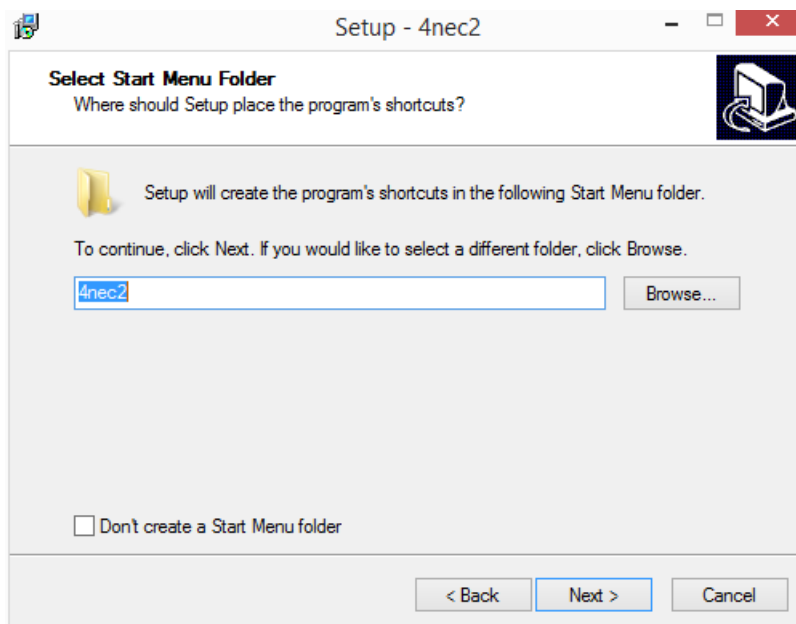 Setup - 4nec2
Select Start Menu Folder
Where should Setup place the program's shortcuts?
Setup will create the program's shortcuts in the following Start Menu folder.
To continue, click Next. If you would like to select a different folder, click Browse.
4nec2
Browse...
Don't create a Start Menu folder
< Back
Next >
Cancel